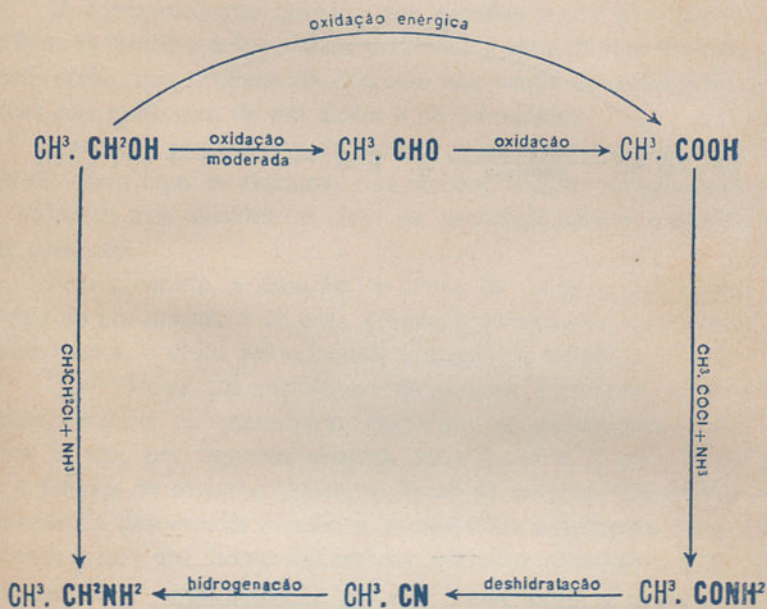 oxidação enérgica
CH³. CH²OH oxidação moderada CH³. CHO oxidação CH³. COOH
CH³CH²Cl + NH³
CH³. COCl + NH³
CH³. CH²NH² hidrogenacão CH³. CN deshidratação CH³. CONH²